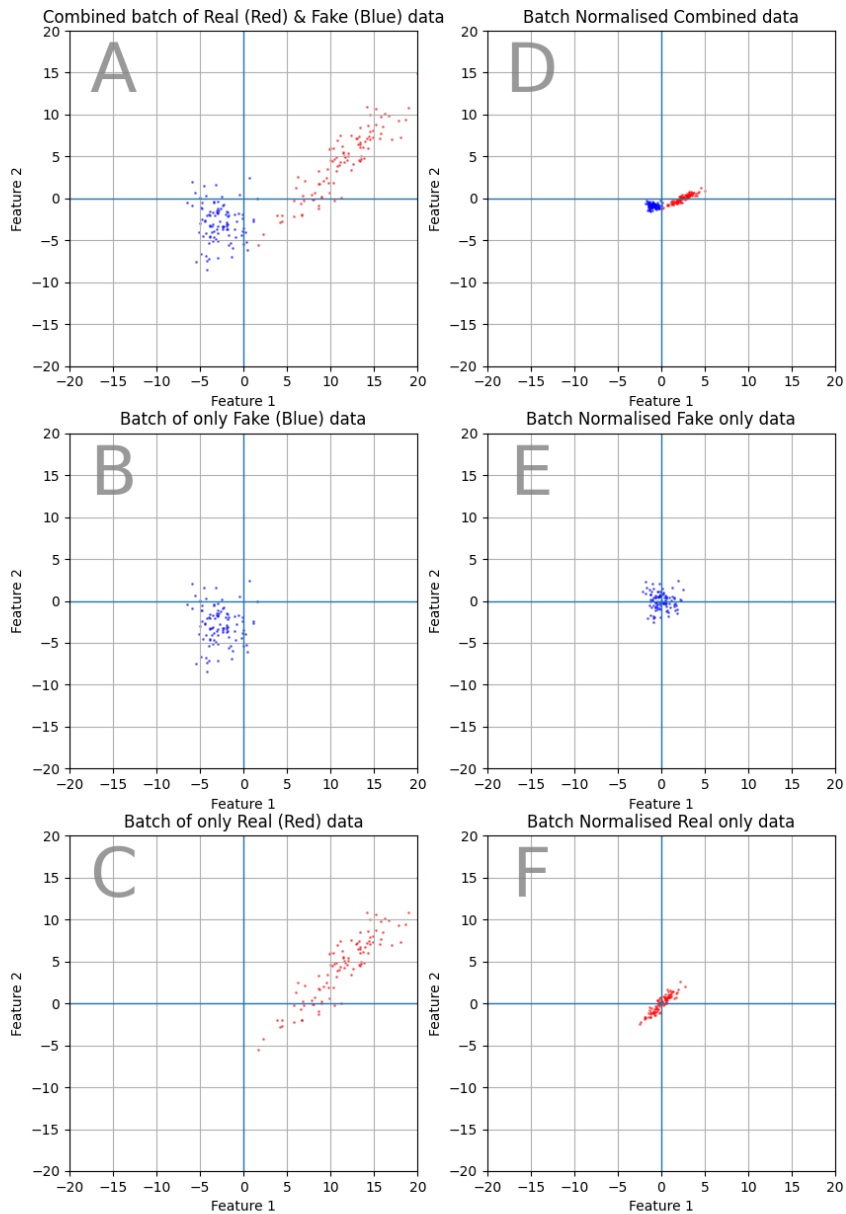 Combined batch of Real (Red) & Fake (Blue) data
A
20
15
10
5
0
−5
−10
−15
−20
Feature 2
−20 −15 −10 −5 0 5 10 15 20
Feature 1
Batch Normalised Combined data
D
20
15
10
5
0
−5
−10
−15
−20
Feature 2
−20 −15 −10 −5 0 5 10 15 20
Feature 1
Batch of only Fake (Blue) data
B
20
15
10
5
0
−5
−10
−15
−20
Feature 2
−20 −15 −10 −5 0 5 10 15 20
Feature 1
Batch Normalised Fake only data
E
20
15
10
5
0
−5
−10
−15
−20
Feature 2
−20 −15 −10 −5 0 5 10 15 20
Feature 1
Batch of only Real (Red) data
C
20
15
10
5
0
−5
−10
−15
−20
Feature 2
−20 −15 −10 −5 0 5 10 15 20
Feature 1
Batch Normalised Real only data
F
20
15
10
5
0
−5
−10
−15
−20
Feature 2
−20 −15 −10 −5 0 5 10 15 20
Feature 1